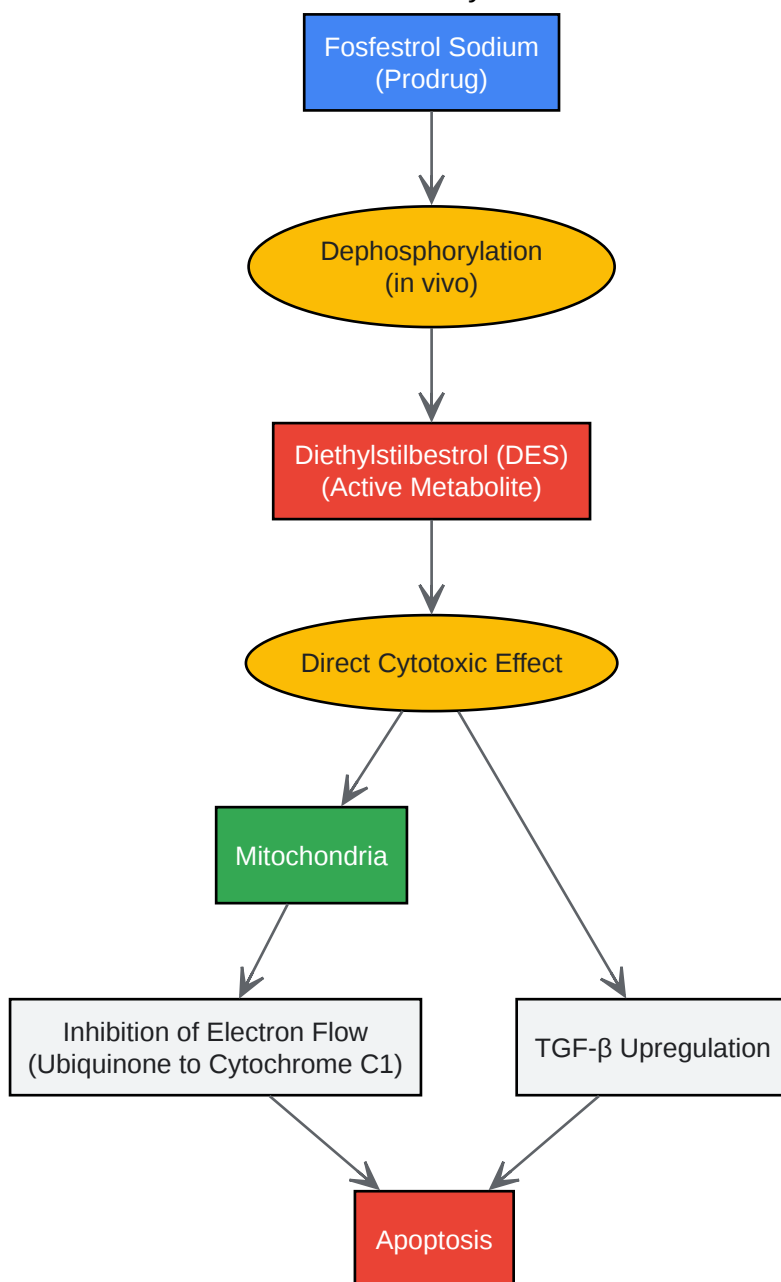 Fosfestrol Sodium
(Prodrug)
Dephosphorylation
(in vivo)
Diethylstilbestrol (DES)
(Active Metabolite)
Direct Cytotoxic Effect
Mitochondria
Inhibition of Electron Flow
(Ubiquinone to Cytochrome C1)
TGF-β Upregulation
Apoptosis